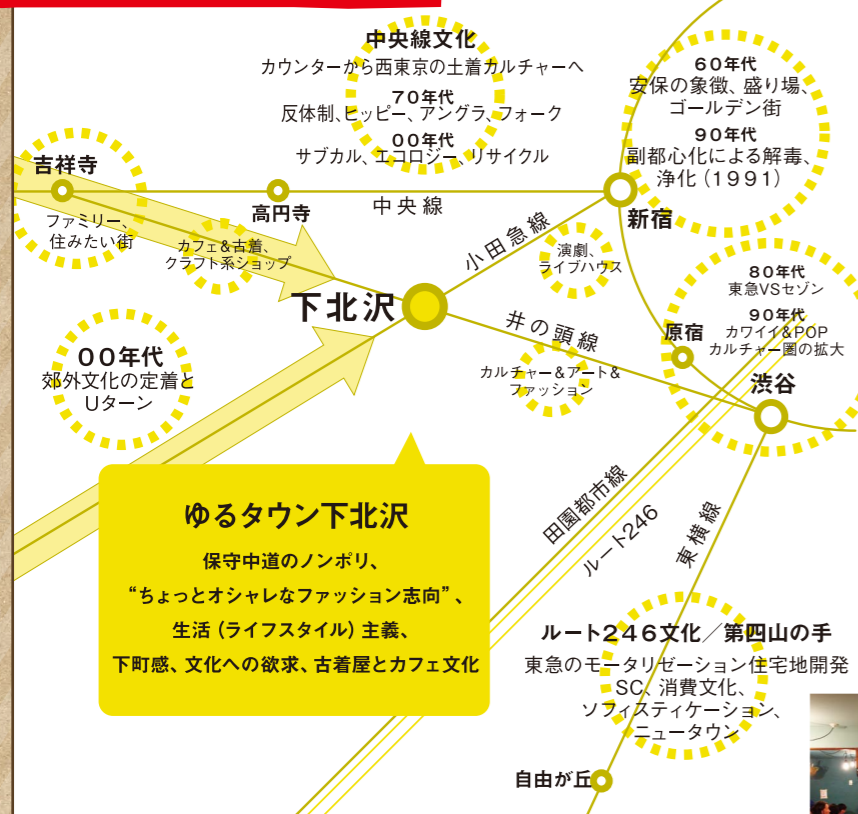 中央線文化
カウンターから西東京の土着カルチャーへ
70年代
反体制、ヒッピー、アングラ、フォーク
00年代
サブカル、エコロジー、リサイクル
60年代
安保の象徴、盛り場、
ゴールデン街
90年代
副都心化による解毒、
浄化（1991）
吉祥寺
ファミリー、
住みたい街
高円寺
中央線
新宿
カフェ&古着、
クラフト系ショップ
小田急線
演劇、
ライブハウス
下北沢
井の頭線
カルチャー&アート&
ファッション
80年代
東急VSセゾン
90年代
カワイイ&POP
カルチャー圏の拡大
原宿
渋谷
00年代
郊外文化の定着と
Uターン
ゆるタウン下北沢
保守中道のノンポリ、
“ちょっとオシャレなファッション志向”、
生活（ライフスタイル）主義、
下町感、文化への欲求、古着屋とカフェ文化
田園都市線
ルート246
東横線
ルート246文化／第四山の手
東急のモータリゼーション住宅地開発
SC、消費文化、
ソフィスティケーション、
ニュータウン
自由が丘